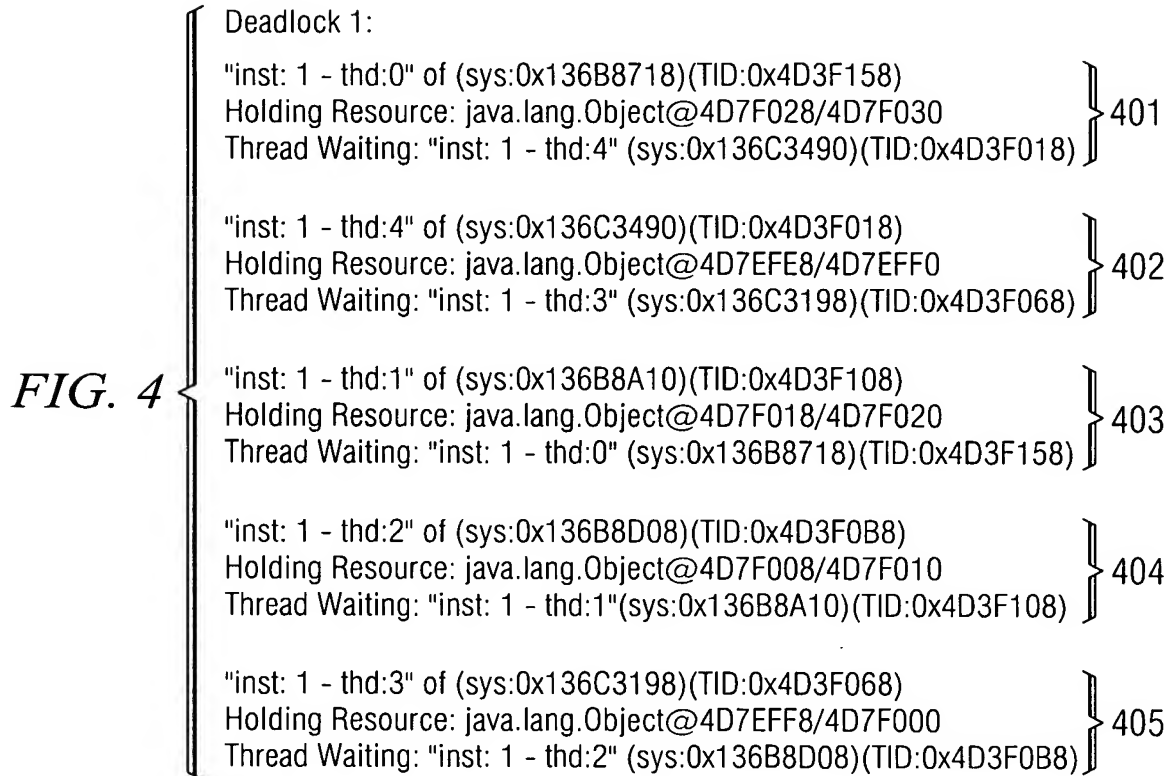 Deadlock 1:
"inst: 1 - thd:0" of (sys:0x136B8718)(TID:0x4D3F158)
Holding Resource: java.lang.Object@4D7F028/4D7F030
Thread Waiting: "inst: 1 - thd:4" (sys:0x136C3490)(TID:0x4D3F018)
401
"inst: 1 - thd:4" of (sys:0x136C3490)(TID:0x4D3F018)
Holding Resource: java.lang.Object@4D7EFE8/4D7EFF0
Thread Waiting: "inst: 1 - thd:3" (sys:0x136C3198)(TID:0x4D3F068)
402
FIG. 4
"inst: 1 - thd:1" of (sys:0x136B8A10)(TID:0x4D3F108)
Holding Resource: java.lang.Object@4D7F018/4D7F020
Thread Waiting: "inst: 1 - thd:0" (sys:0x136B8718)(TID:0x4D3F158)
403
"inst: 1 - thd:2" of (sys:0x136B8D08)(TID:0x4D3F0B8)
Holding Resource: java.lang.Object@4D7F008/4D7F010
Thread Waiting: "inst: 1 - thd:1"(sys:0x136B8A10)(TID:0x4D3F108)
404
"inst: 1 - thd:3" of (sys:0x136C3198)(TID:0x4D3F068)
Holding Resource: java.lang.Object@4D7EFF8/4D7F000
Thread Waiting: "inst: 1 - thd:2" (sys:0x136B8D08)(TID:0x4D3F0B8)
405